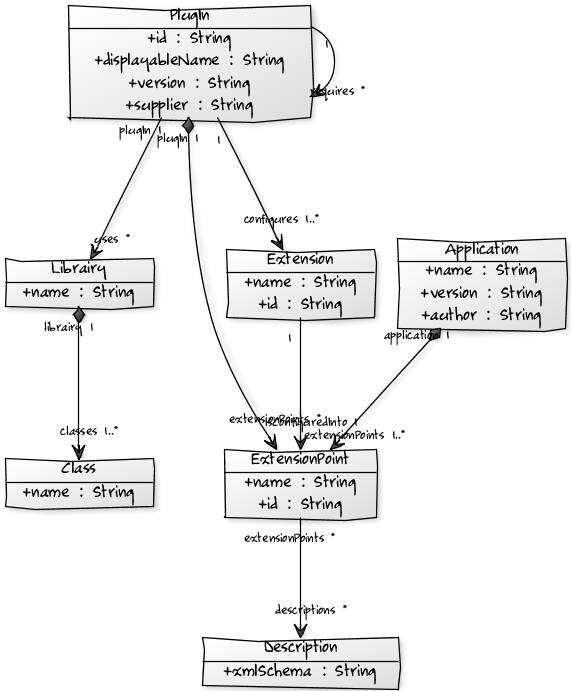 PlugIn
+id : String
+displayableName : String
+version : String
+supplier : String
1
requires *
plugIn 1
plugIn 1
1
uses *
configures 1..*
Librairy
+name : String
Extension
+name : String
+id : String
Application
+name : String
+version : String
+author : String
librairy 1
1
application 1
classes 1..*
extensionPoints *
isConfiguredInto 1
extensionPoints 1..*
Class
+name : String
ExtensionPoint
+name : String
+id : String
extensionPoints *
descriptions *
Description
+xmlSchema : String